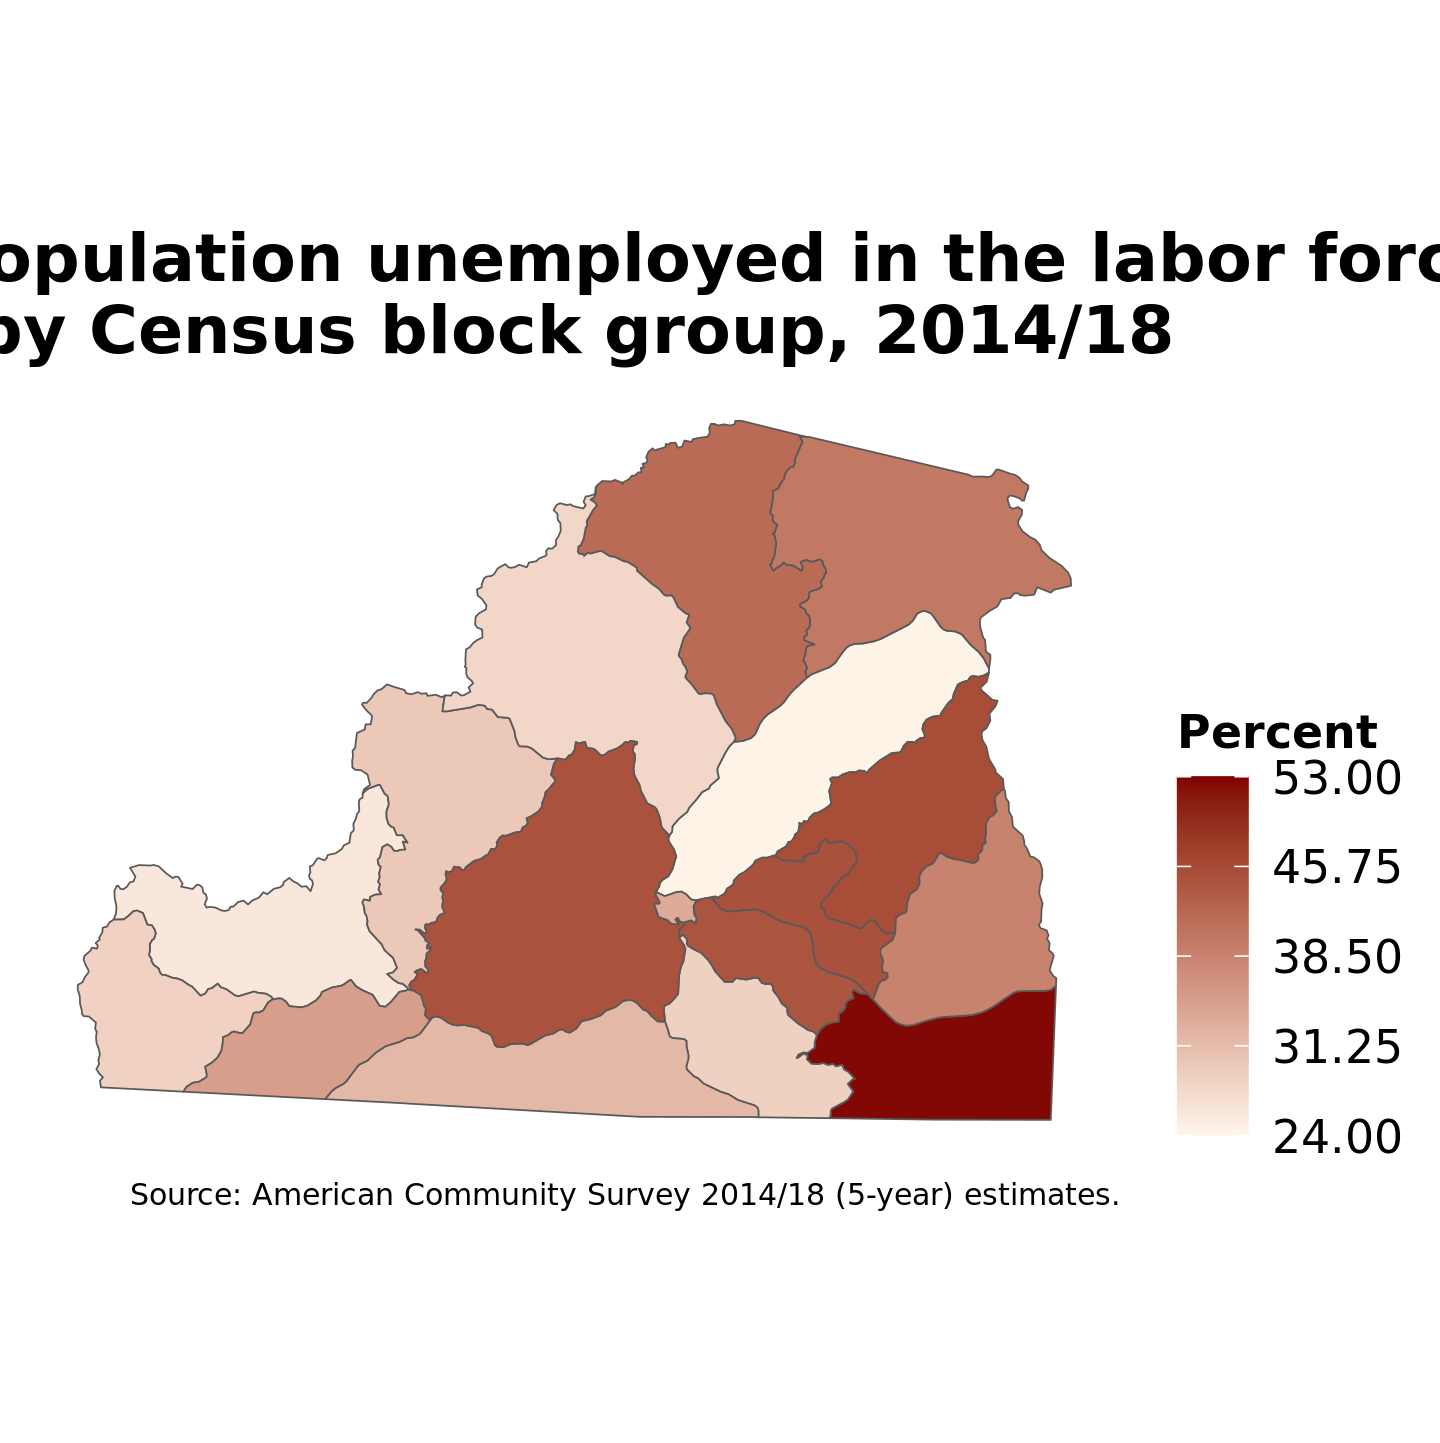 opulation unemployed in the labor forc
by Census block group, 2014/18
Percent
53.00
45.75
38.50
31.25
24.00
Source: American Community Survey 2014/18 (5-year) estimates.